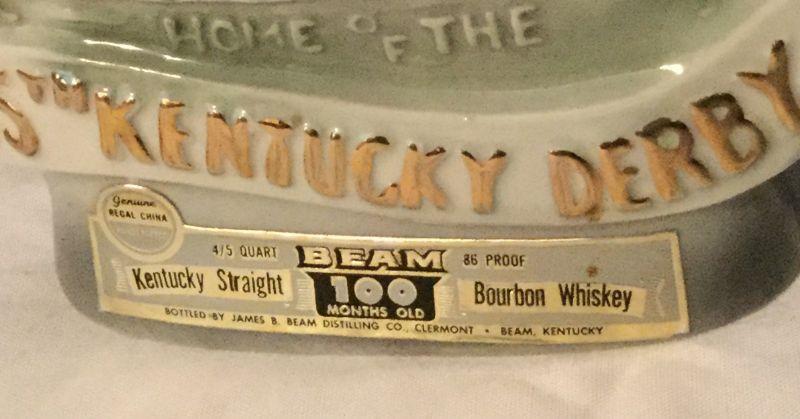 HOME OF THE
5TH KENTUCKY DERBY
Genuine
REGAL CHINA
4/5 QUART
BEAM
86 PROOF
Kentucky Straight
100
MONTHS OLD
Bourbon Whiskey
BOTTLED BY JAMES B. BEAM DISTILLING CO., CLERMONT • BEAM, KENTUCKY